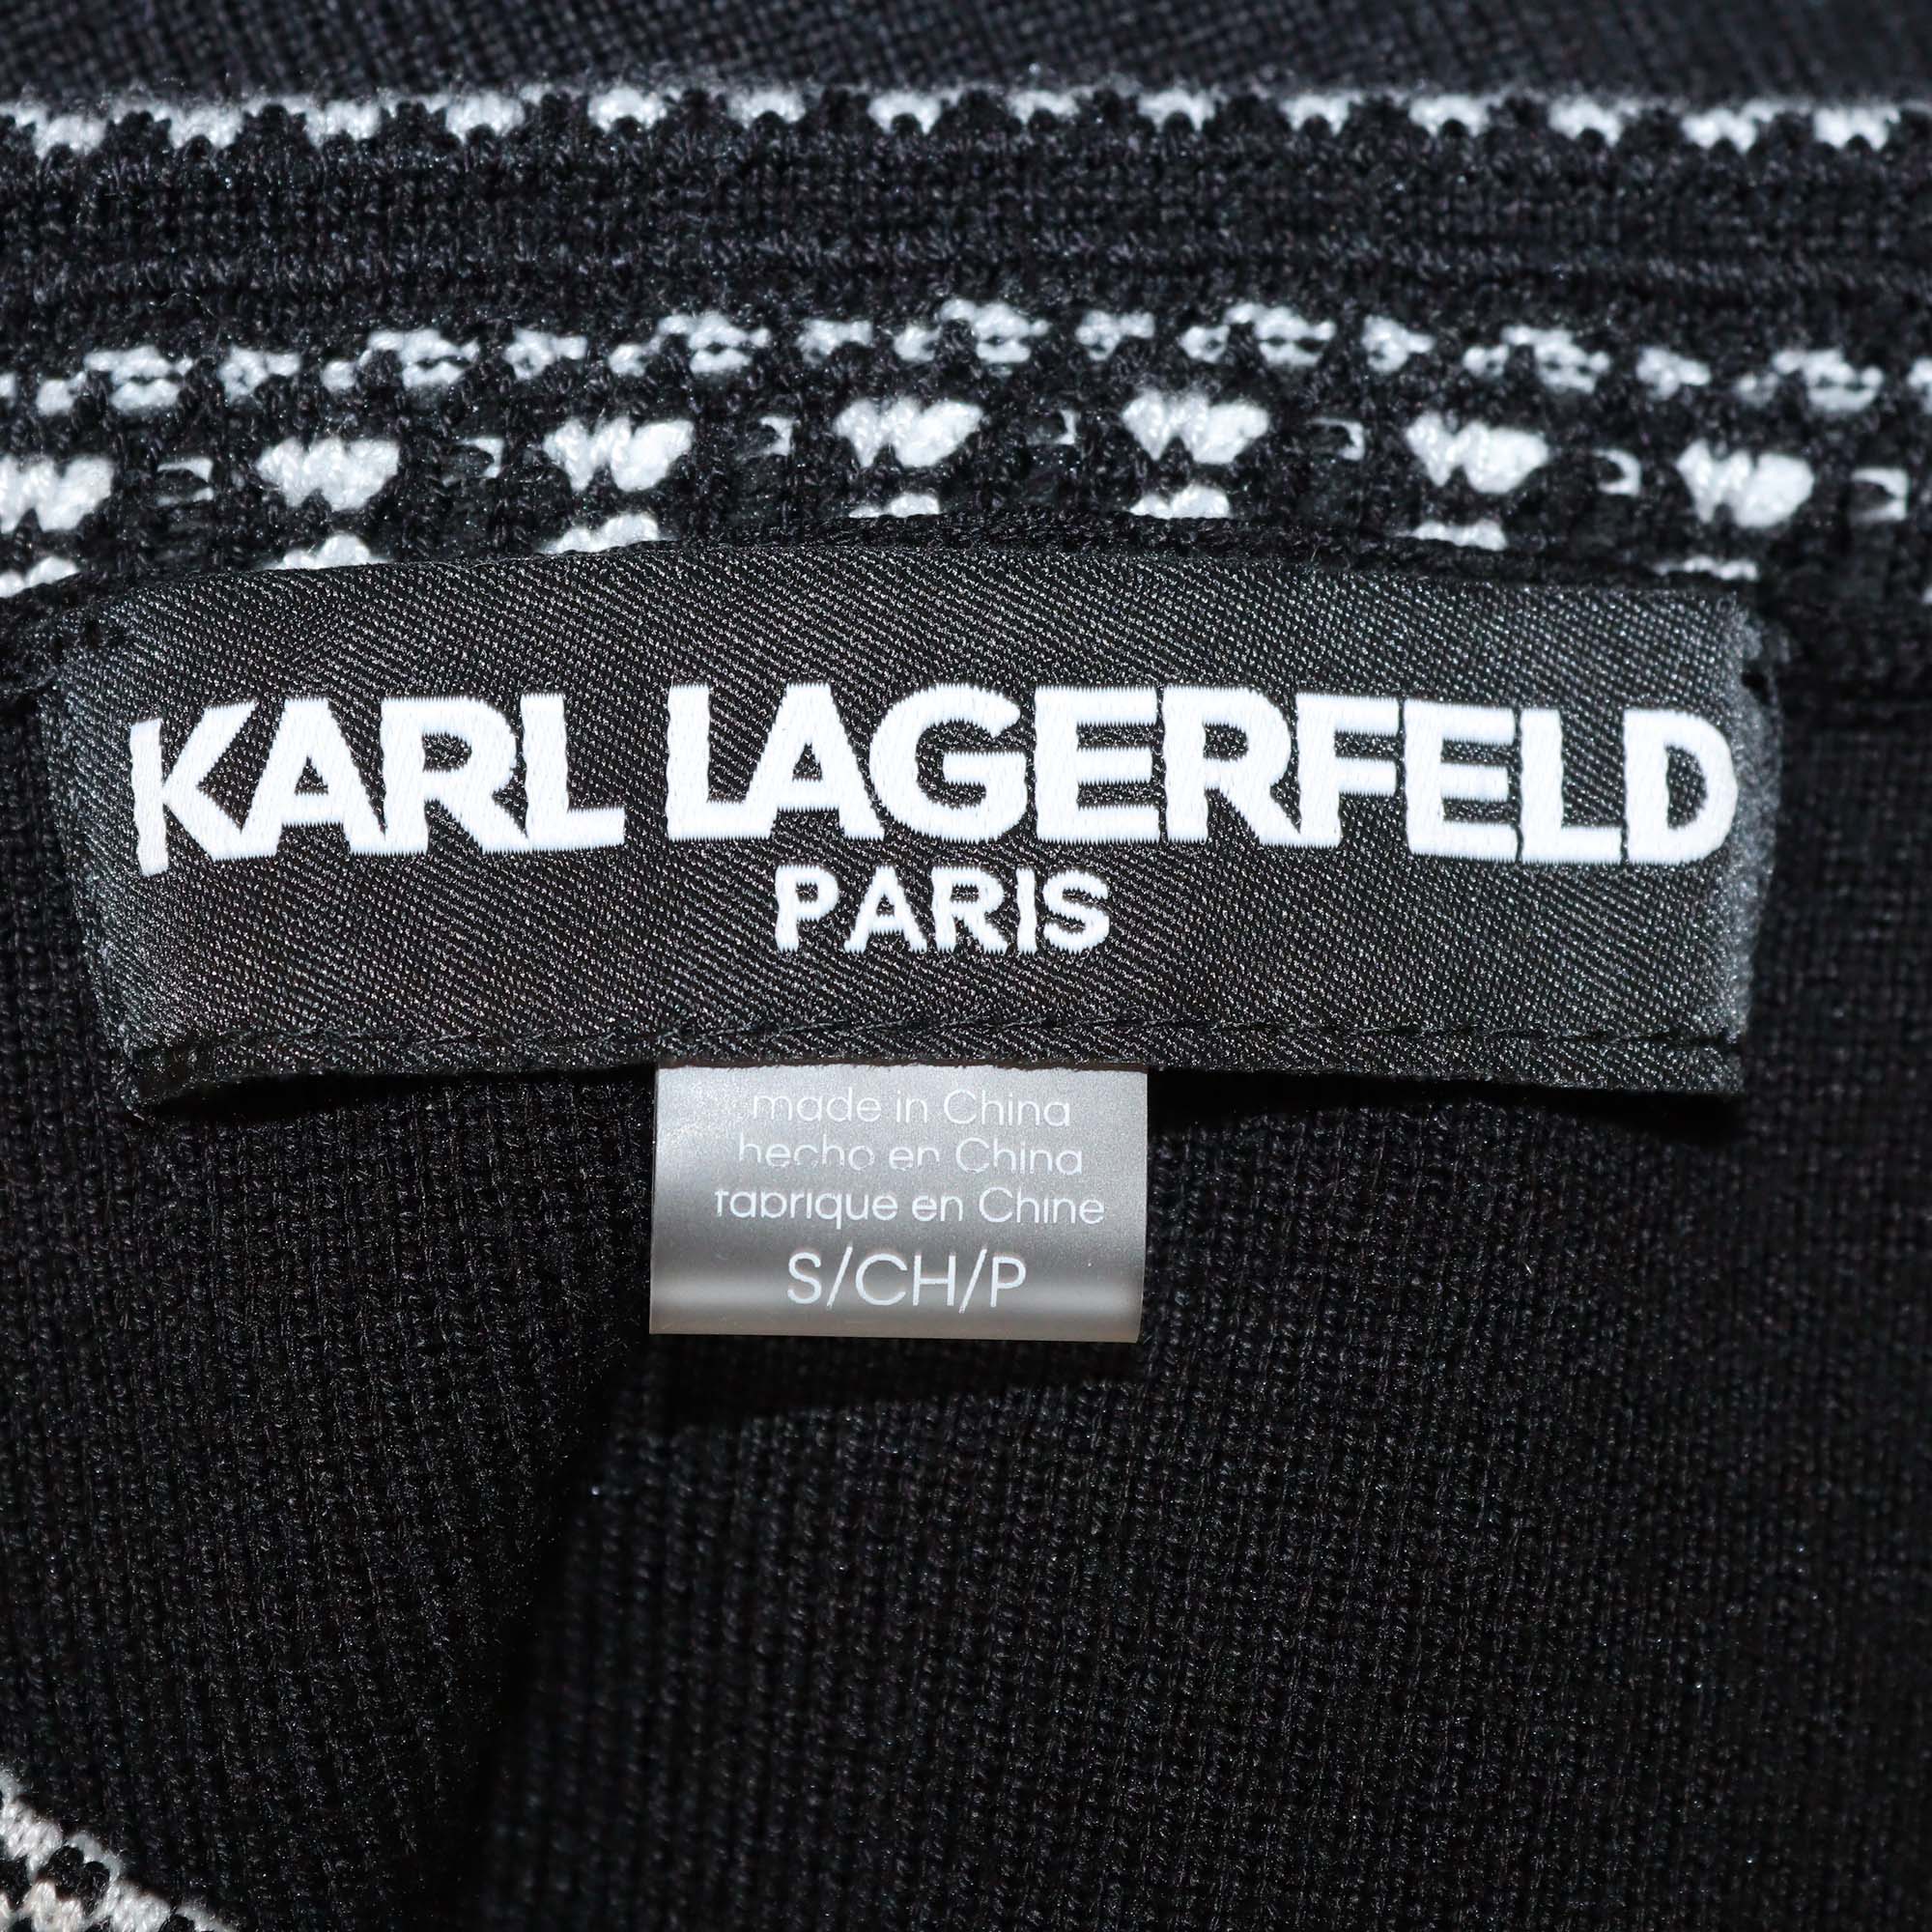 KARL LAGERFELD
PARIS
made in China
hecho en China
fabrique en Chine
S/CH/P